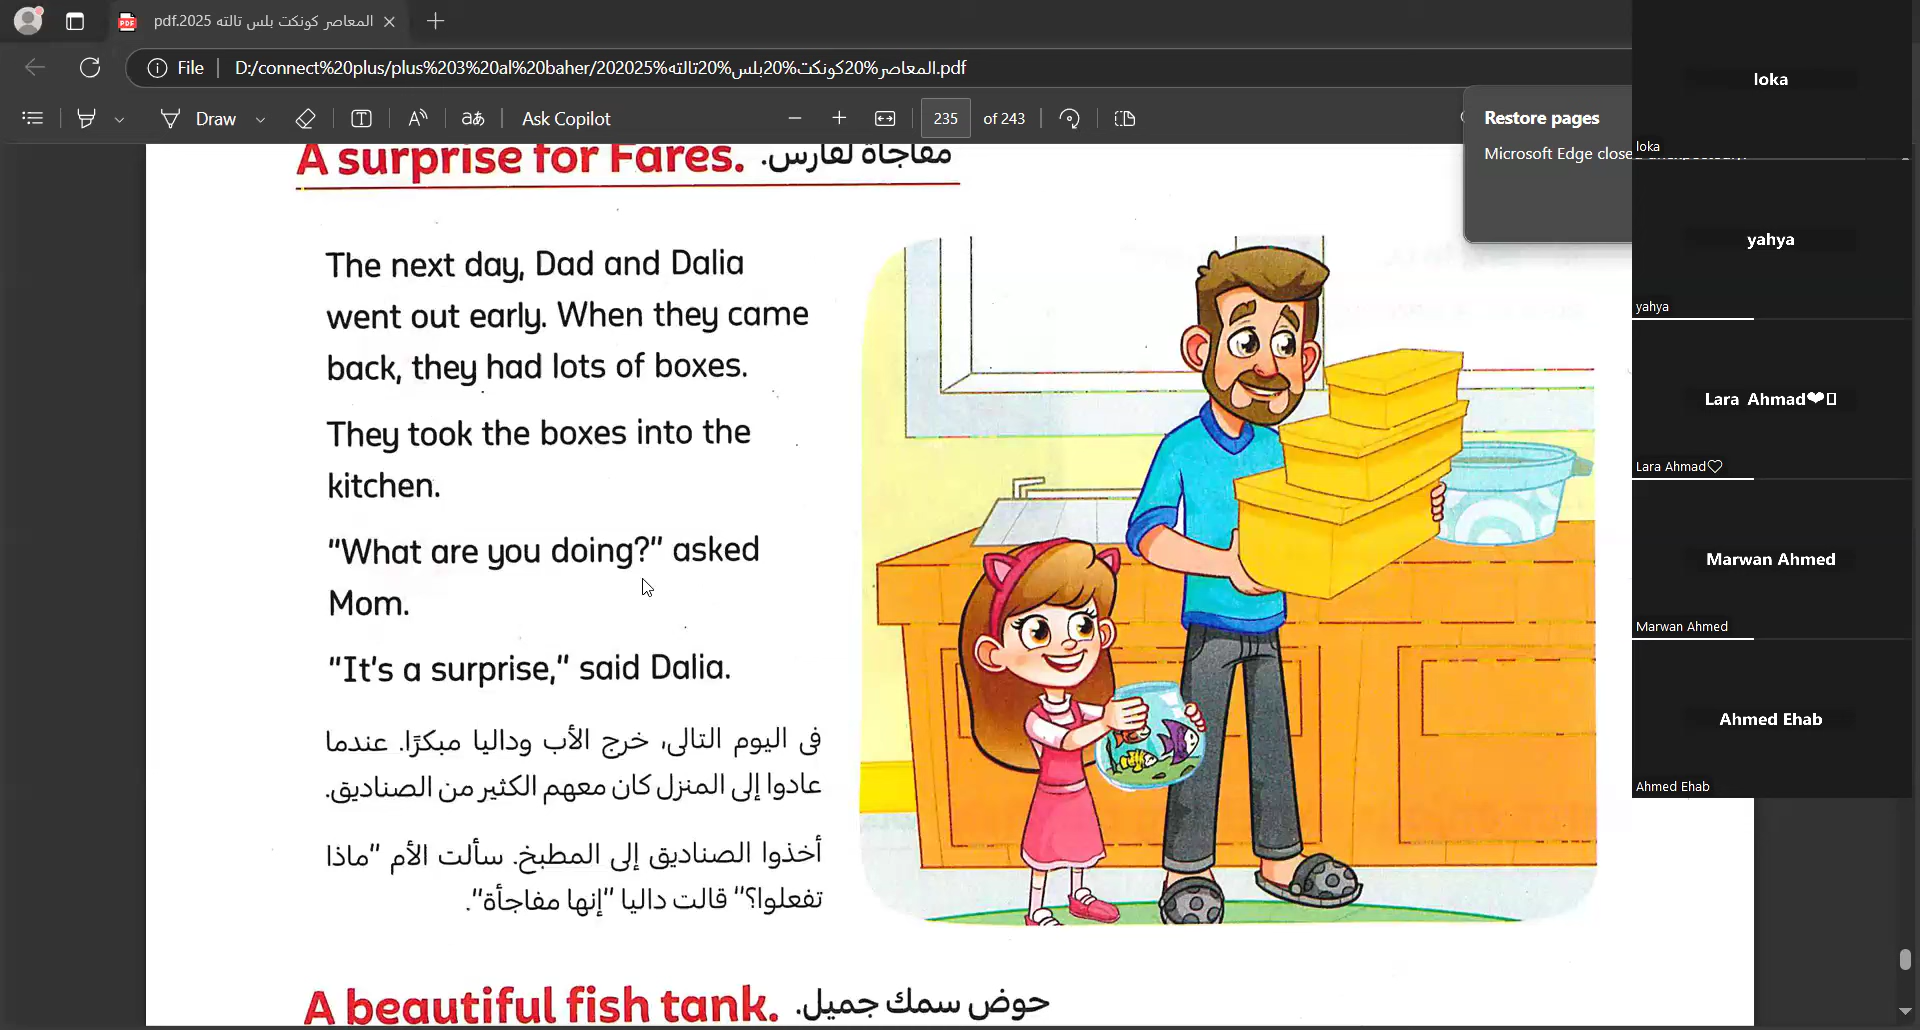 المعاصر كونكت بلس تالته 2025.pdf
File
D:/connect%20plus/plus%203%20al%20baher/202025%المعاصر%20كونكت%20بلس%20تالته.pdf
Draw
Ask Copilot
235
of 243
Restore pages
Microsoft Edge close
A surprise for Fares. مفاجأة لفارس.
The next day, Dad and Dalia
went out early. When they came
back, they had lots of boxes.
They took the boxes into the
kitchen.
"What are you doing?" asked
Mom.
"It's a surprise," said Dalia.
فى اليوم التالى، خرج الأب وداليا مبكرًا. عندما
عادوا إلى المنزل كان معهم الكثير من الصناديق.
أخذوا الصناديق إلى المطبخ. سألت الأم "ماذا
تفعلوا؟" قالت داليا "إنها مفاجأة".
A beautiful fish tank. حوض سمك جميل.
loka
loka
yahya
yahya
Lara Ahmad❤
Lara Ahmad♡
Marwan Ahmed
Marwan Ahmed
Ahmed Ehab
Ahmed Ehab